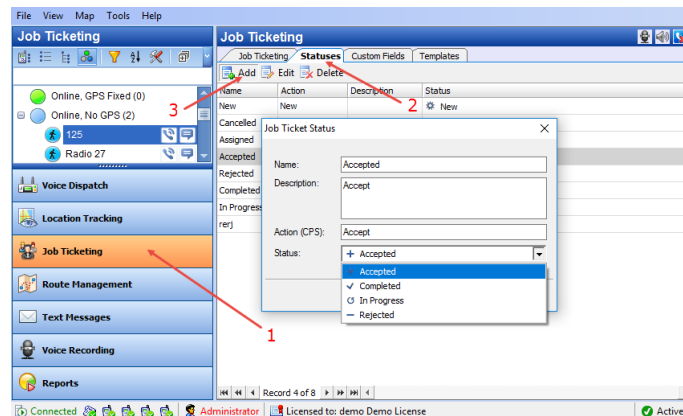 File View Map Tools Help
Job Ticketing
Job Ticketing
Job Ticketing Statuses Custom Fields Templates
Add Edit Delete
Name Action Description Status
Online, GPS Fixed (0)
3
2
New New New
Online, No GPS (2)
Cancelled
Job Ticket Status
125
Assigned
Radio 27
Accepted
Name: Accepted
Rejected
Description: Accept
Voice Dispatch
Completed
In Progress
Location Tracking
rerj
Action (CPS): Accept
Job Ticketing
Status: Accepted
Accepted
Route Management
Completed
In Progress
Text Messages
Rejected
1
Voice Recording
Reports
Record 4 of 8
Connected Administrator Licensed to: demo Demo License Active